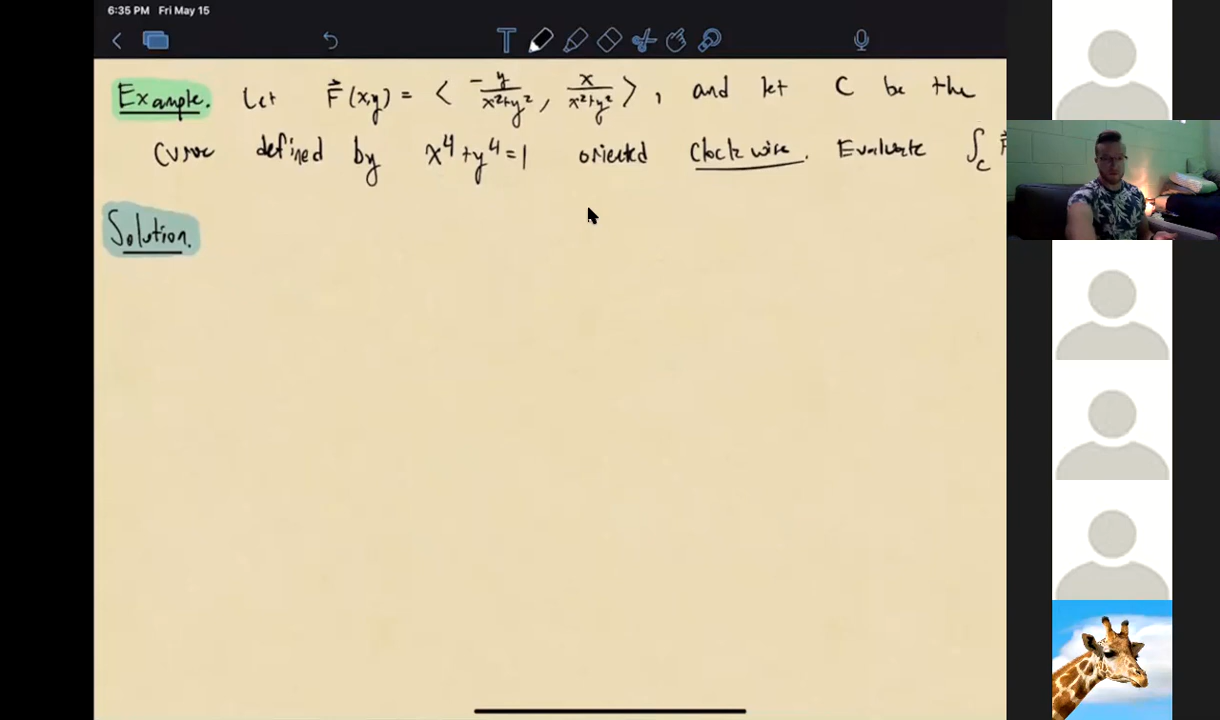 6:35 PM Fri May 15
Example. Let F⃗(x,y) = ⟨ -y/(x²+y²), x/(x²+y²) ⟩, and let C be the
curve defined by x⁴+y⁴=1 oriented clockwise. Evaluate ∫_C F⃗
Solution.